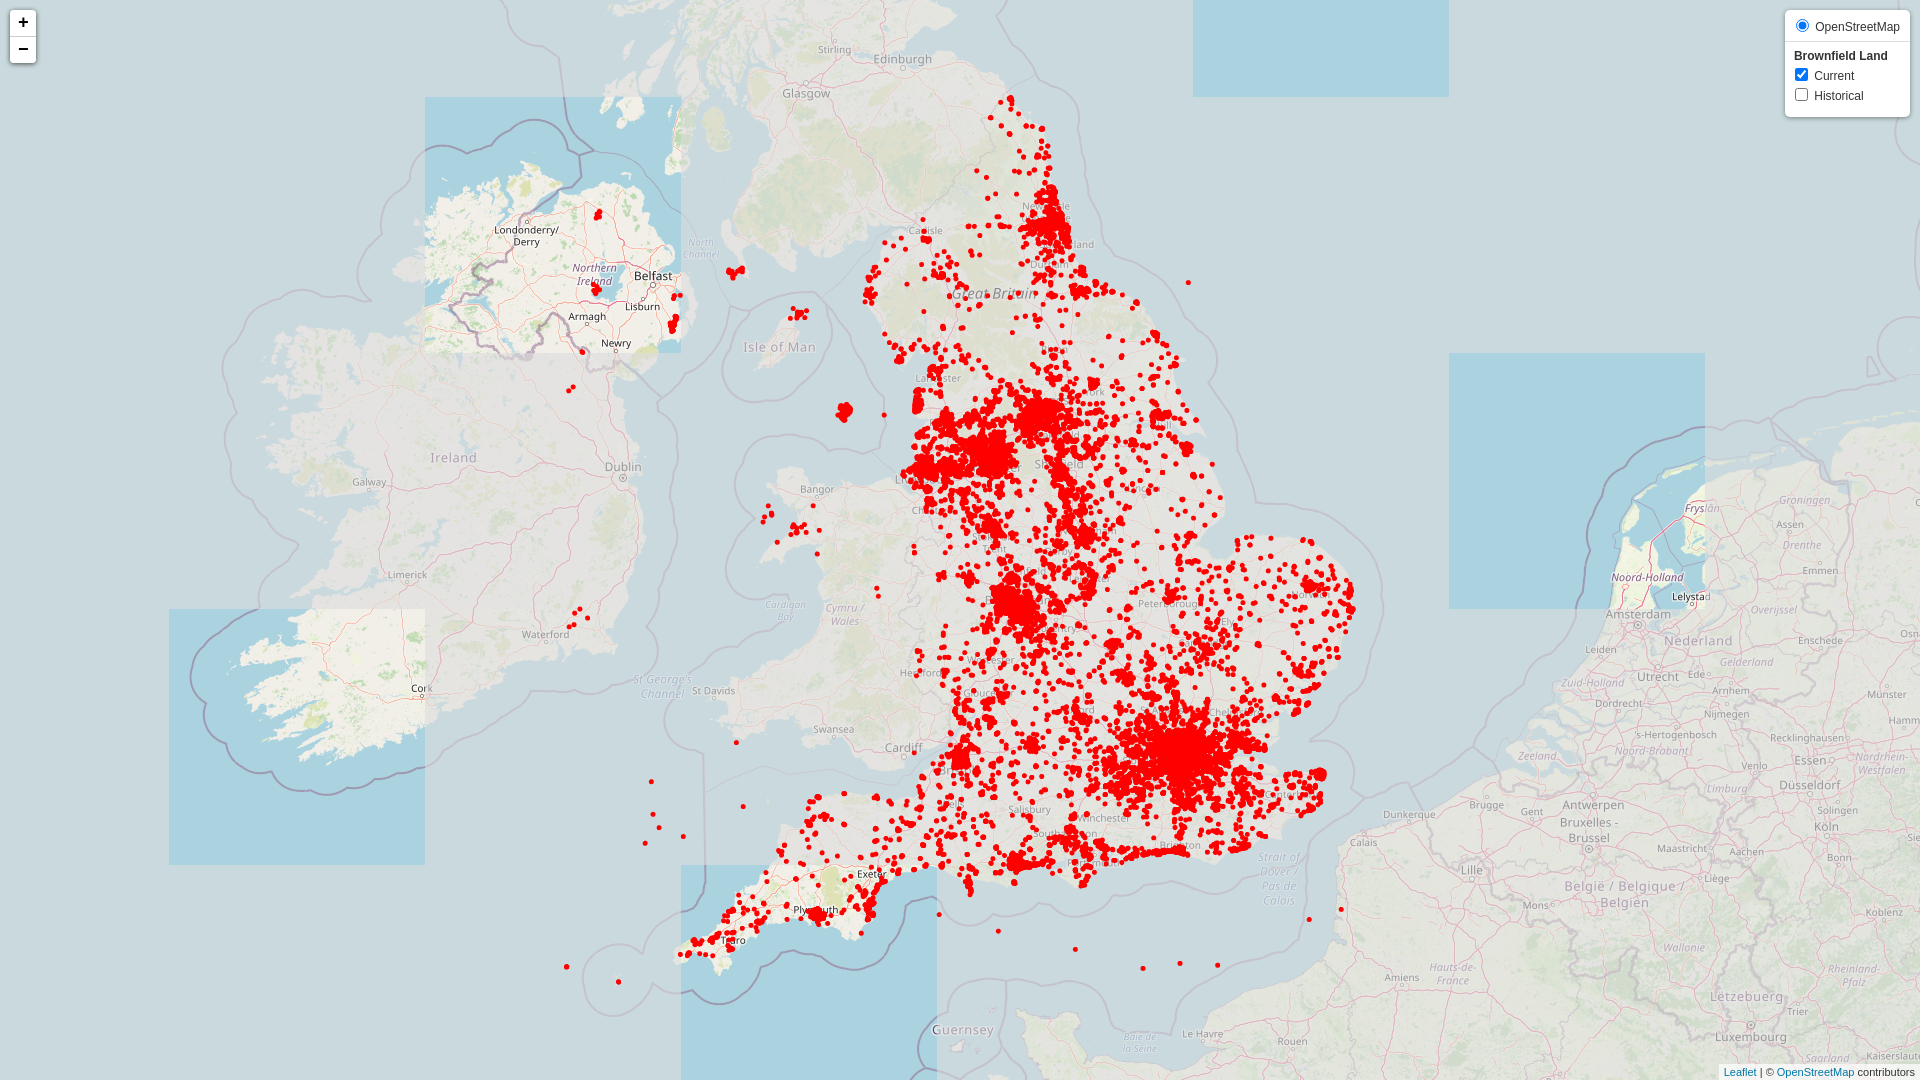 +
−
OpenStreetMap
Brownfield Land
Current
Historical
Stirling
Edinburgh
Glasgow
Londonderry/
Derry
North
Channel
Carlisle
Northern
Ireland
Belfast
Lisburn
Armagh
Newry
Great Britain
Isle of Man
Ireland
Galway
Dublin
Bangor
Limerick
Cardigan
Bay
Cymru /
Wales
Waterford
St George's
Channel
St Davids
Cork
Swansea
Cardiff
Peterborough
Salisbury
Winchester
Exeter
Plymouth
Truro
Strait of
Dover /
Pas de
Calais
Guernsey
Baie de
la Seine
Le Havre
Rouen
Amiens
Hauts-de-
France
Calais
Dunkerque
Lille
Brugge
Gent
Antwerpen
Bruxelles -
Brussel
België / Belgique /
Belgien
Mons
Maastricht
Liège
Aachen
Namur
Wallonie
Lëtzebuerg
Luxembourg
Trier
Saarland
Kaiserslautern
Rheinland-
Pfalz
Koblenz
Bonn
Köln
Solingen
Düsseldorf
Essen
Recklinghausen
Nordrhein-
Westfalen
Münster
Limburg
Venlo
Noord-Brabant
's-Hertogenbosch
Zeeland
Dordrecht
Nijmegen
Arnhem
Ede
Utrecht
Zuid-Holland
Gelderland
Leiden
Nederland
Enschede
Amsterdam
Overijssel
Lelystad
Noord-Holland
Emmen
Drenthe
Assen
Groningen
Fryslân
Leaflet | © OpenStreetMap contributors